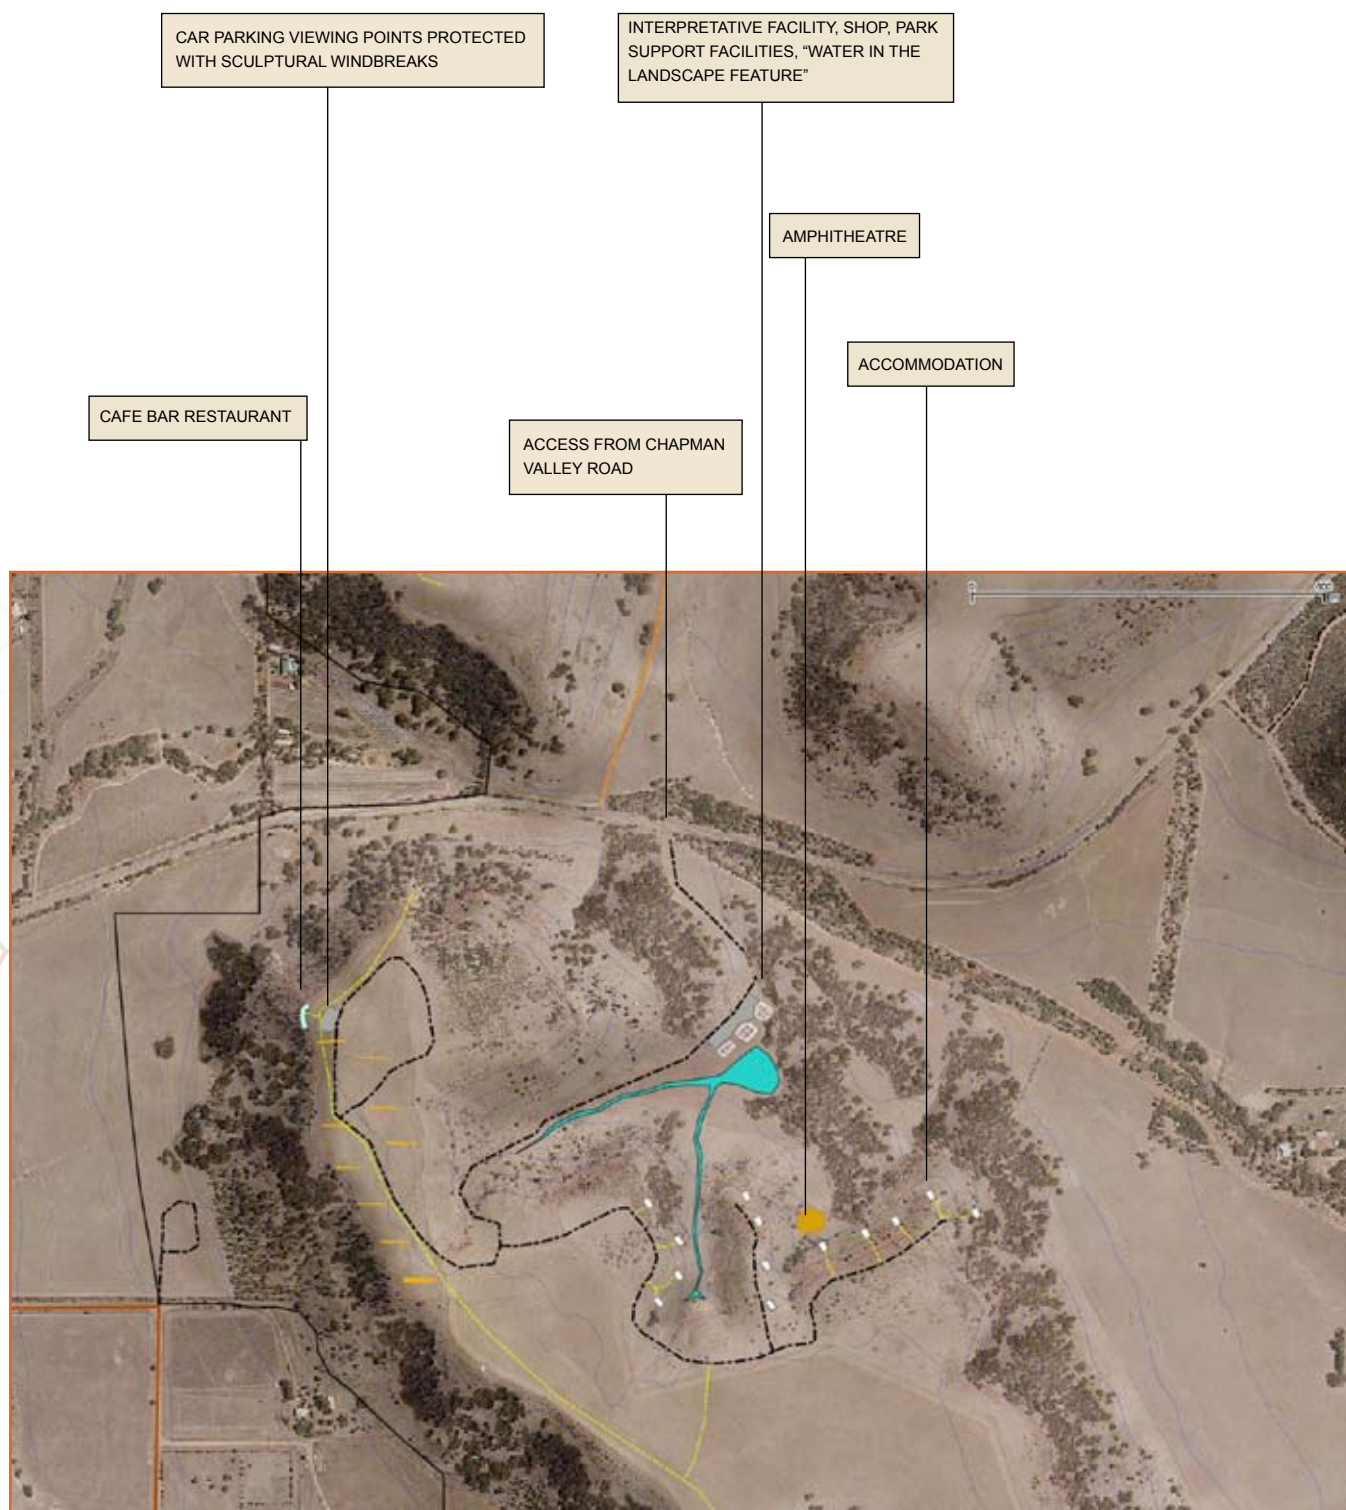 CAR PARKING VIEWING POINTS PROTECTED
WITH SCULPTURAL WINDBREAKS
INTERPRETATIVE FACILITY, SHOP, PARK
SUPPORT FACILITIES, “WATER IN THE
LANDSCAPE FEATURE”
AMPHITHEATRE
ACCOMMODATION
CAFE BAR RESTAURANT
ACCESS FROM CHAPMAN
VALLEY ROAD